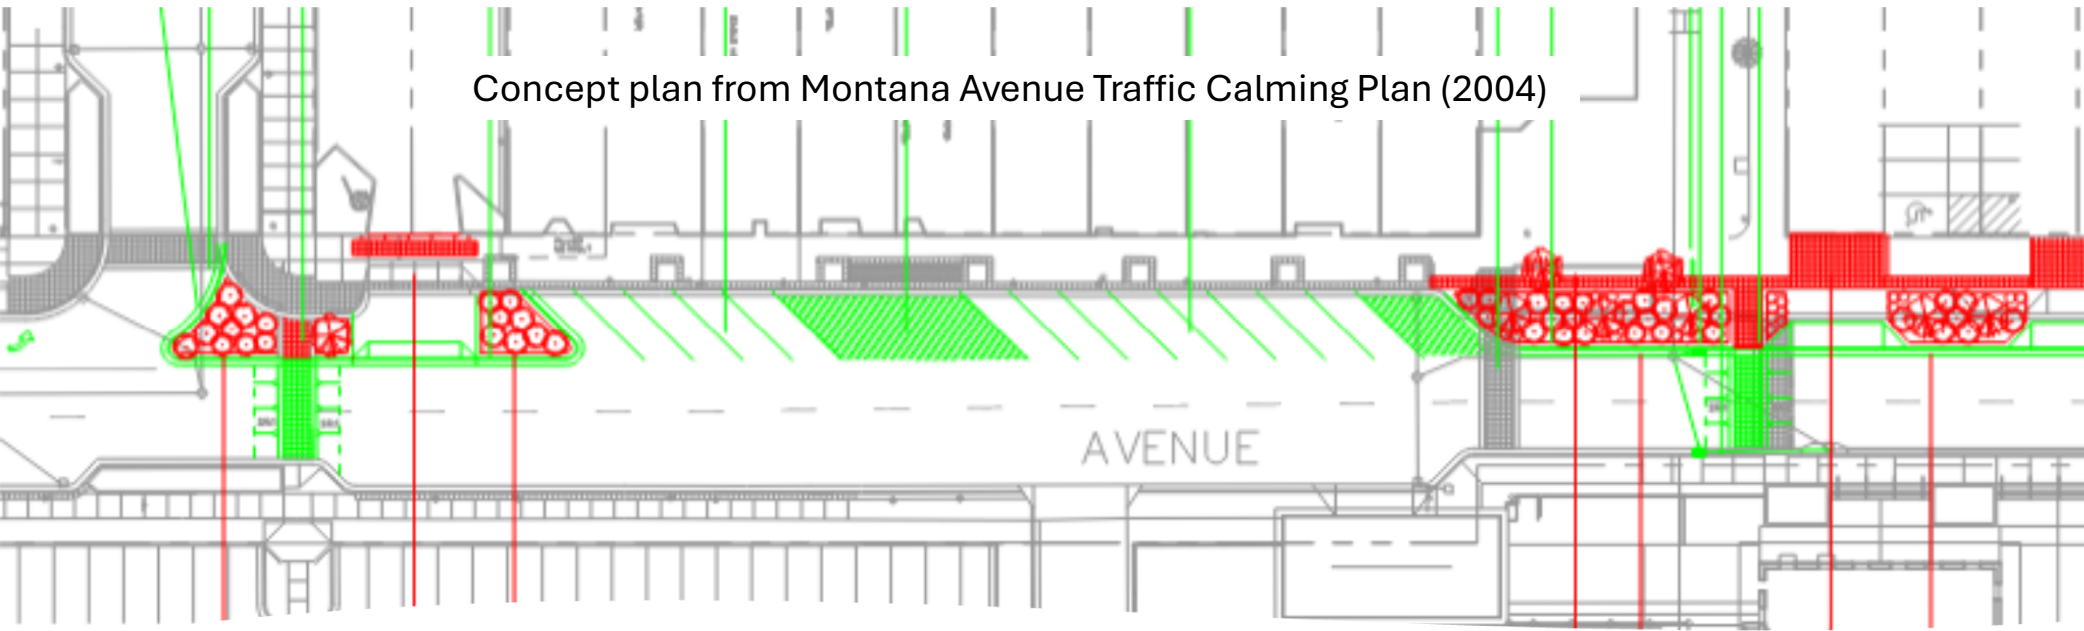 Concept plan from Montana Avenue Traffic Calming Plan (2004)
AVENUE